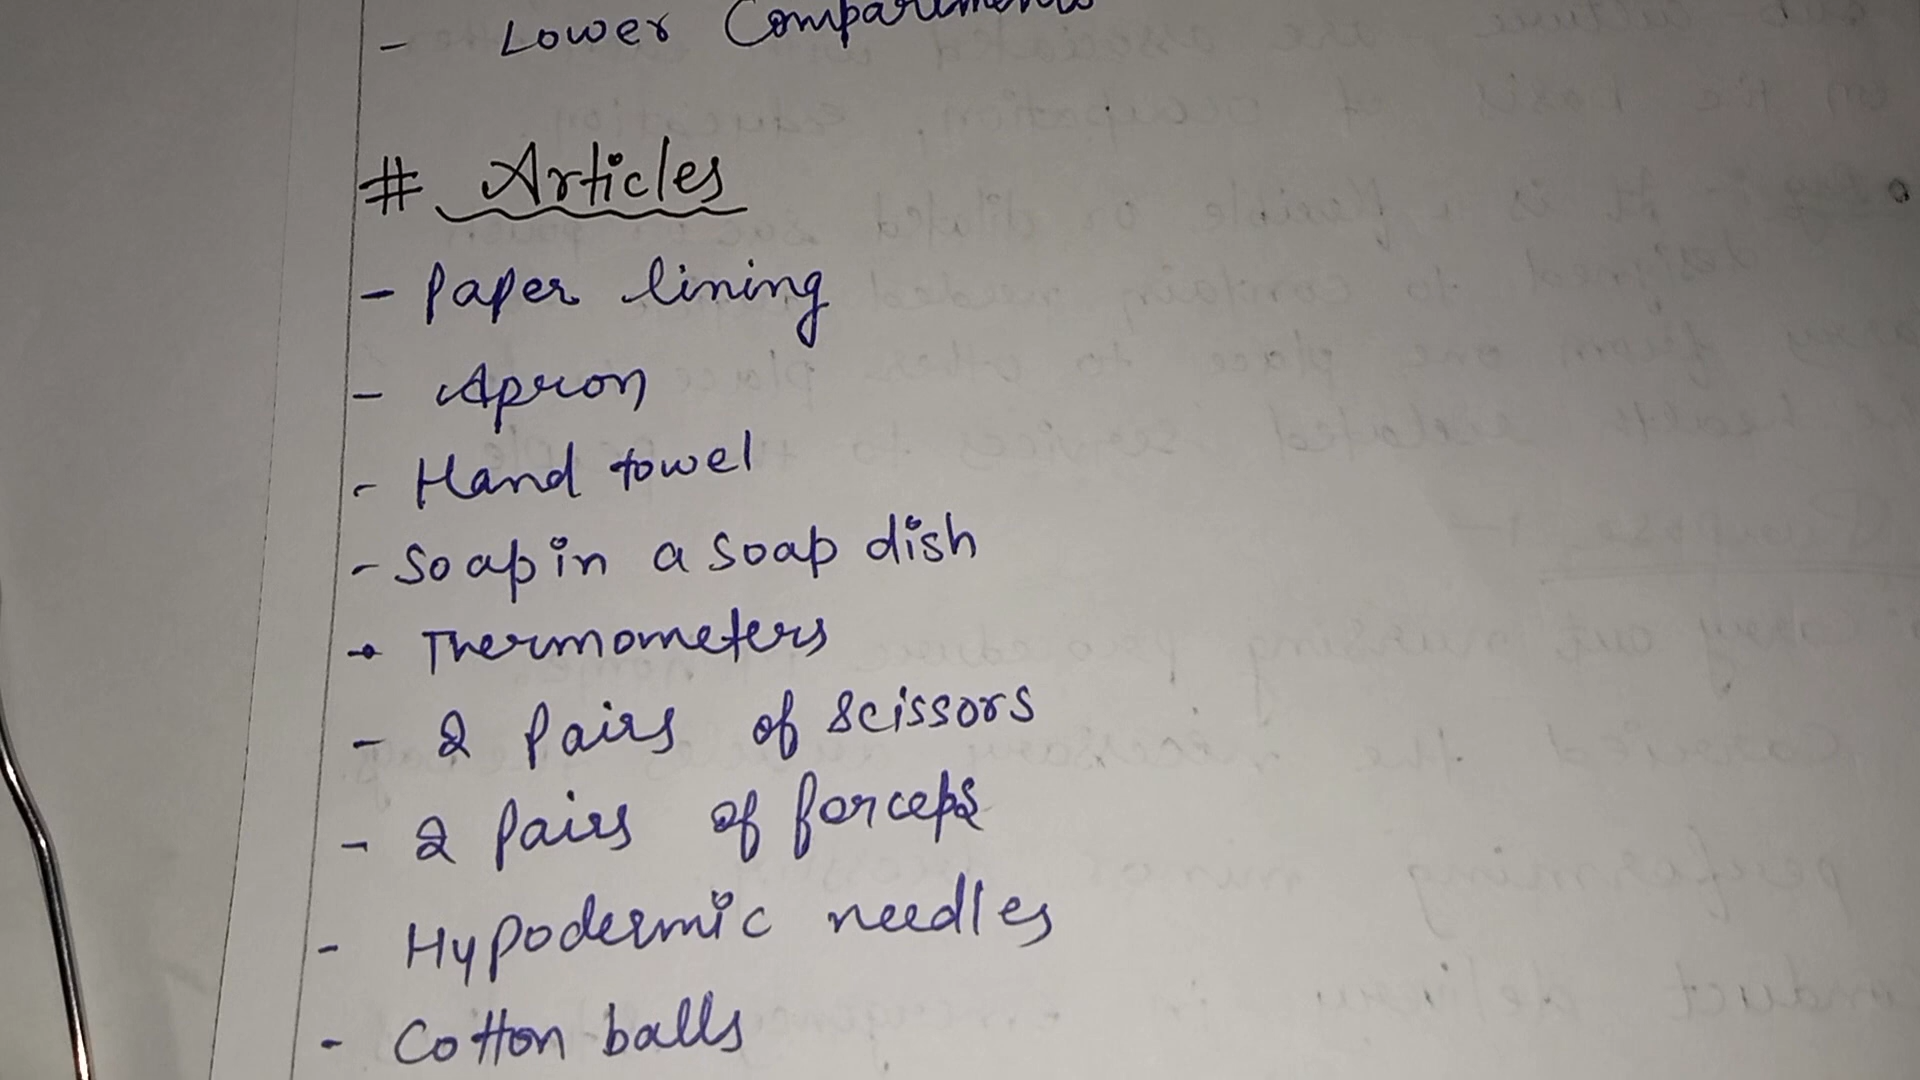 - Lower Compartments
# Articles
- Paper lining
- Apron
- Hand towel
- Soap in a Soap dish
- Thermometers
- 2 Pairs of Scissors
- 2 Pairs of forceps
- Hypodermic needles
- Cotton balls